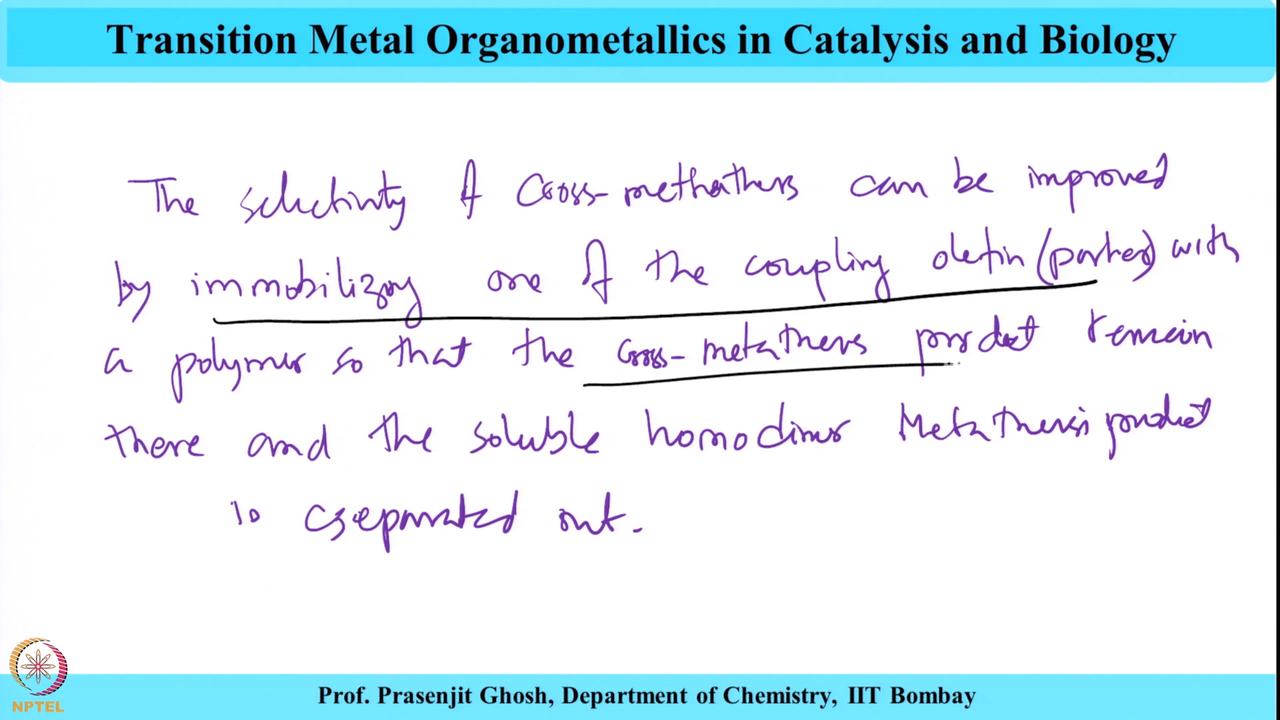 Transition Metal Organometallics in Catalysis and Biology
The selectivity of Cross-methathesis can be improved
by immobilizing one of the coupling olefin (partner) with
a polymer so that the cross-metathesis product remain
there and the soluble homodimer Metathesis product
is separated out.
NPTEL
Prof. Prasenjit Ghosh, Department of Chemistry, IIT Bombay